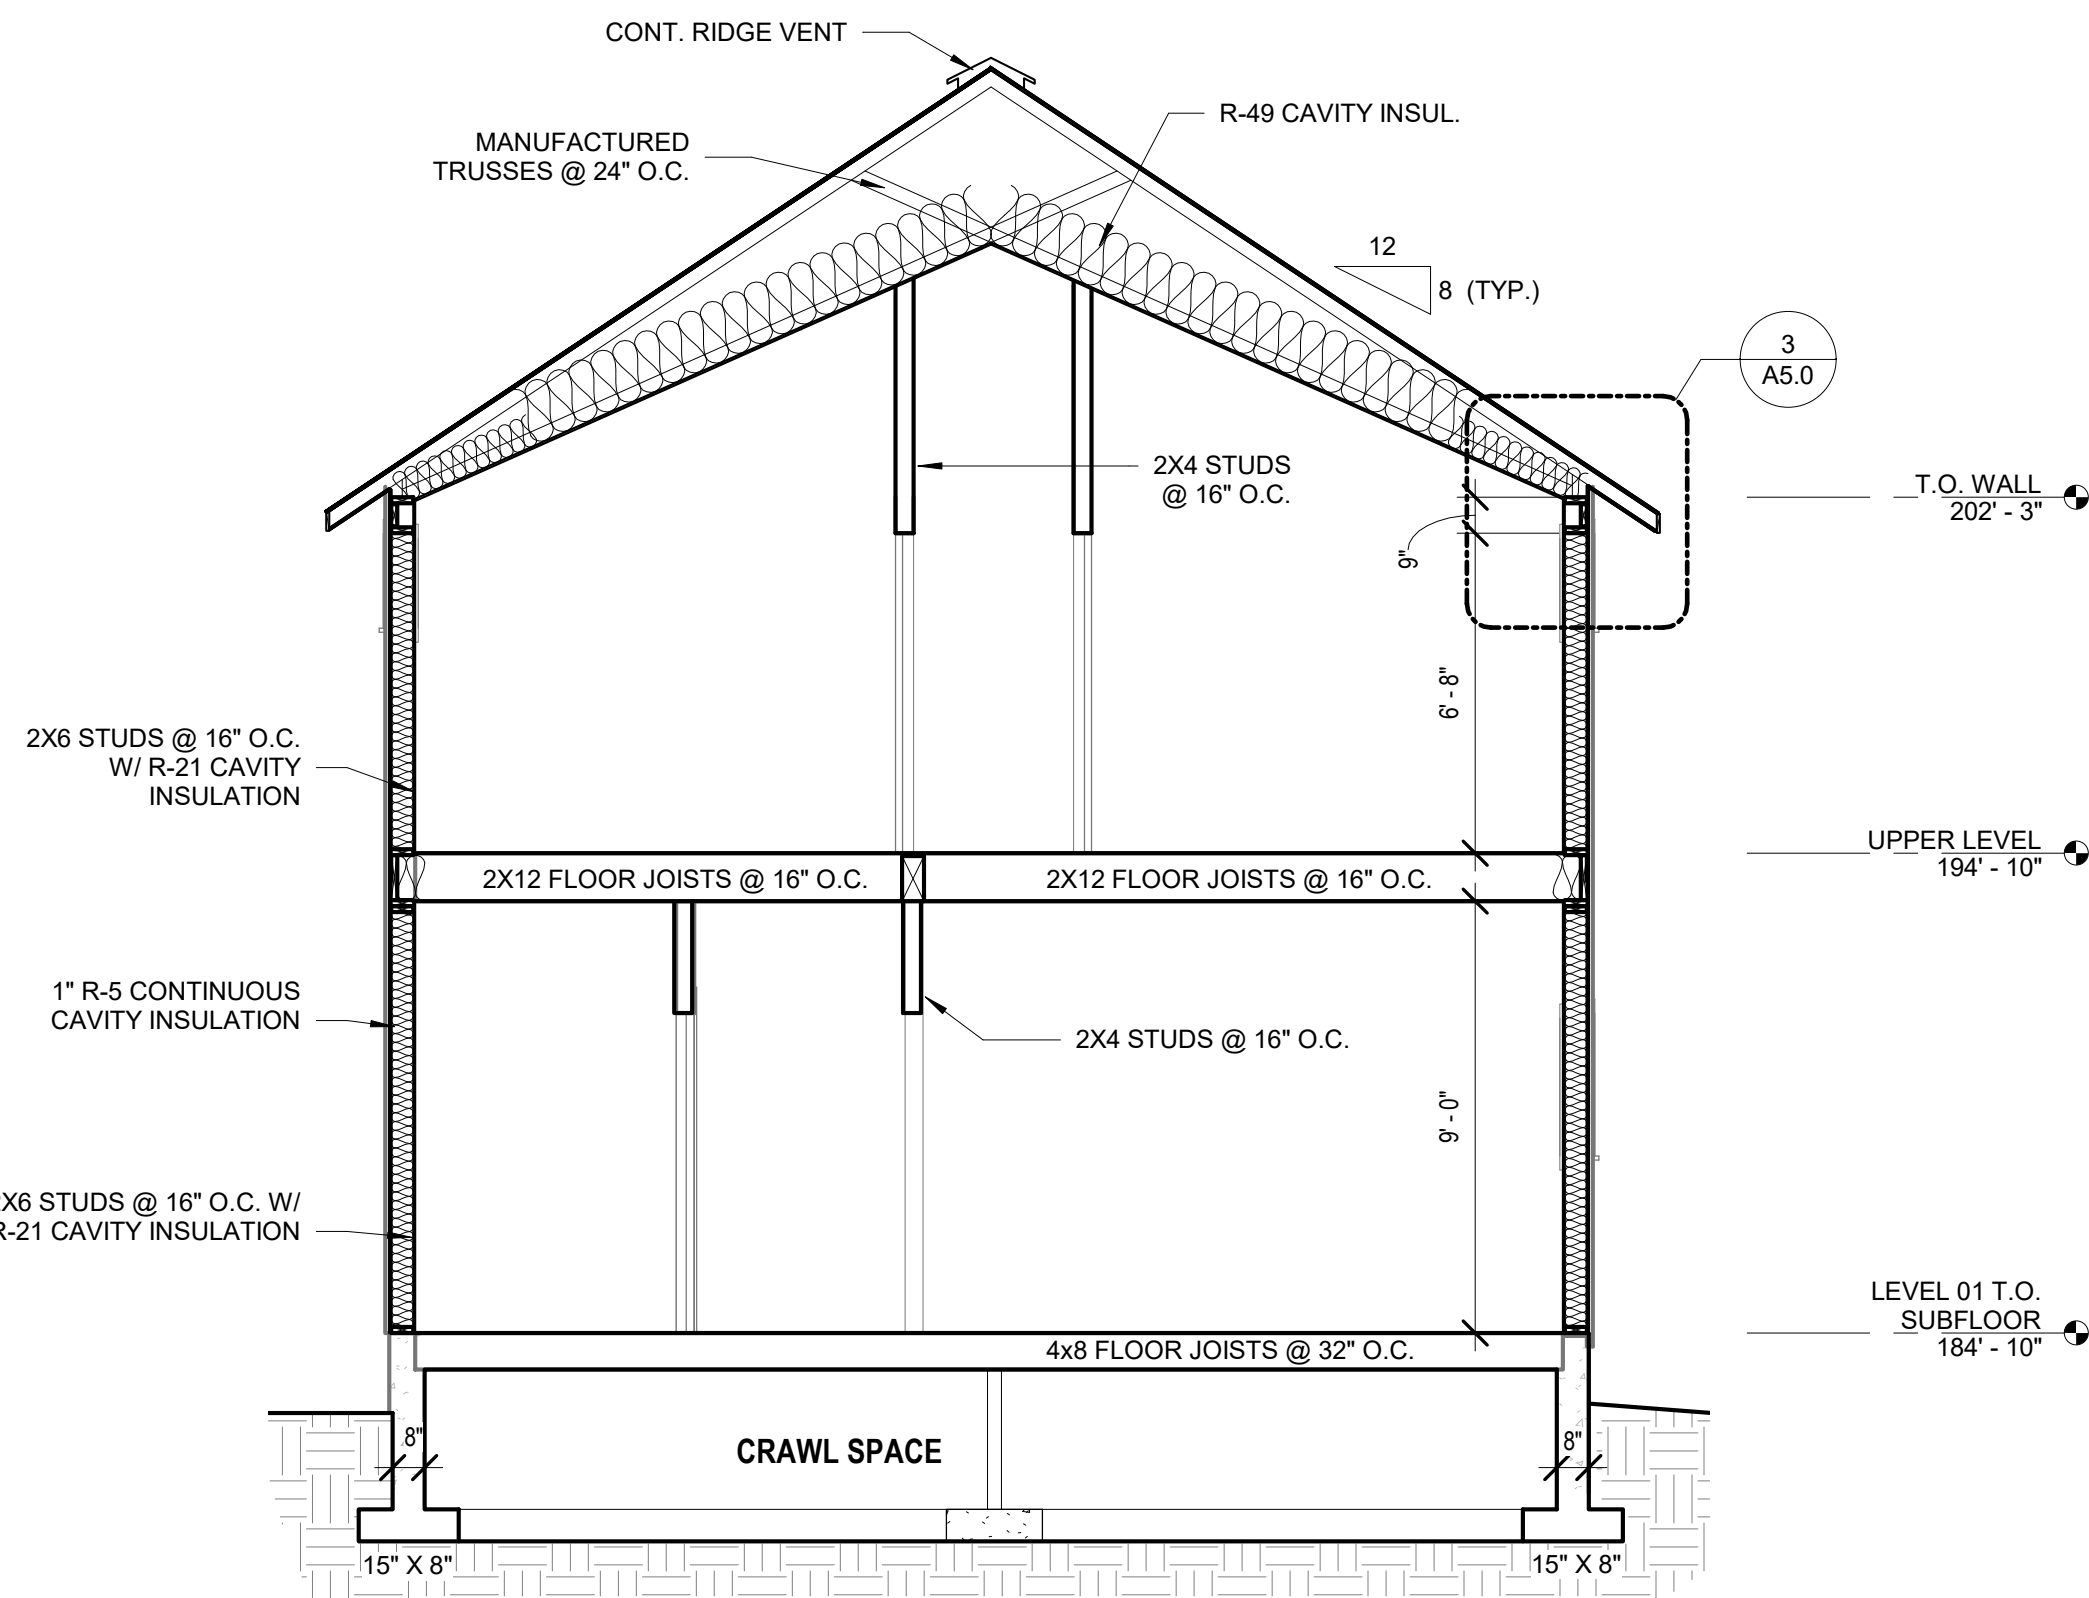 CONT. RIDGE VENT
MANUFACTURED
TRUSSES @ 24" O.C.
R-49 CAVITY INSUL.
12
8 (TYP.)
3
A5.0
2X4 STUDS
@ 16" O.C.
T.O. WALL
202' - 3"
9"
6' - 8"
2X6 STUDS @ 16" O.C.
W/ R-21 CAVITY
INSULATION
UPPER LEVEL
194' - 10"
2X12 FLOOR JOISTS @ 16" O.C.
2X12 FLOOR JOISTS @ 16" O.C.
1" R-5 CONTINUOUS
CAVITY INSULATION
2X4 STUDS @ 16" O.C.
9' - 0"
X6 STUDS @ 16" O.C. W/
R-21 CAVITY INSULATION
LEVEL 01 T.O.
SUBFLOOR
184' - 10"
4x8 FLOOR JOISTS @ 32" O.C.
8"
CRAWL SPACE
8"
15" X 8"
15" X 8"